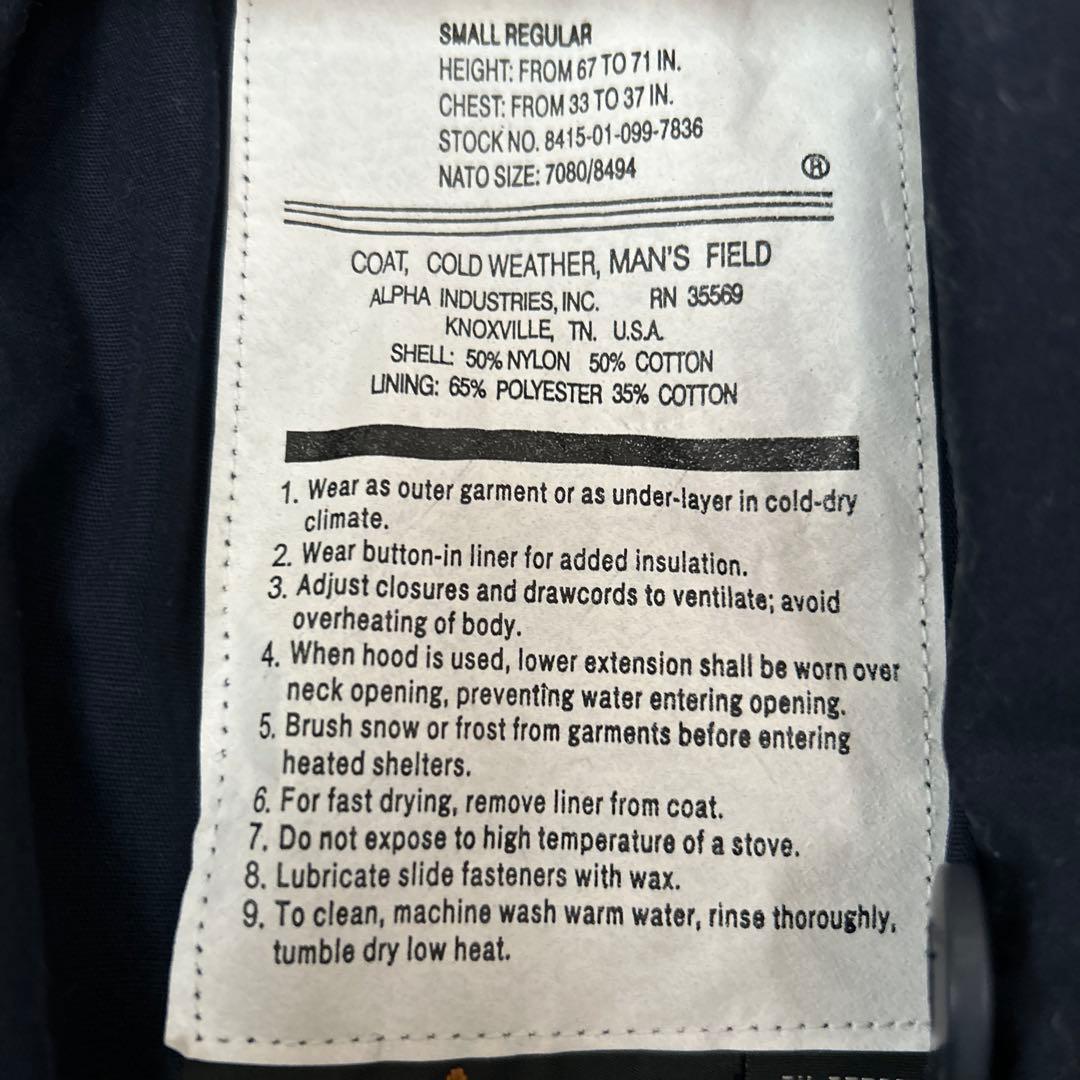 SMALL REGULAR
HEIGHT: FROM 67 TO 71 IN.
CHEST: FROM 33 TO 37 IN.
STOCK NO. 8415-01-099-7836
NATO SIZE: 7080/8494
®
COAT, COLD WEATHER, MAN'S FIELD
ALPHA INDUSTRIES, INC. RN 35569
KNOXVILLE, TN. U.S.A.
SHELL: 50% NYLON 50% COTTON
LINING: 65% POLYESTER 35% COTTON
1. Wear as outer garment or as under-layer in cold-dry
climate.
2. Wear button-in liner for added insulation.
3. Adjust closures and drawcords to ventilate; avoid
overheating of body.
4. When hood is used, lower extension shall be worn over
neck opening, preventing water entering opening.
5. Brush snow or frost from garments before entering
heated shelters.
6. For fast drying, remove liner from coat.
7. Do not expose to high temperature of a stove.
8. Lubricate slide fasteners with wax.
9. To clean, machine wash warm water, rinse thoroughly,
tumble dry low heat.